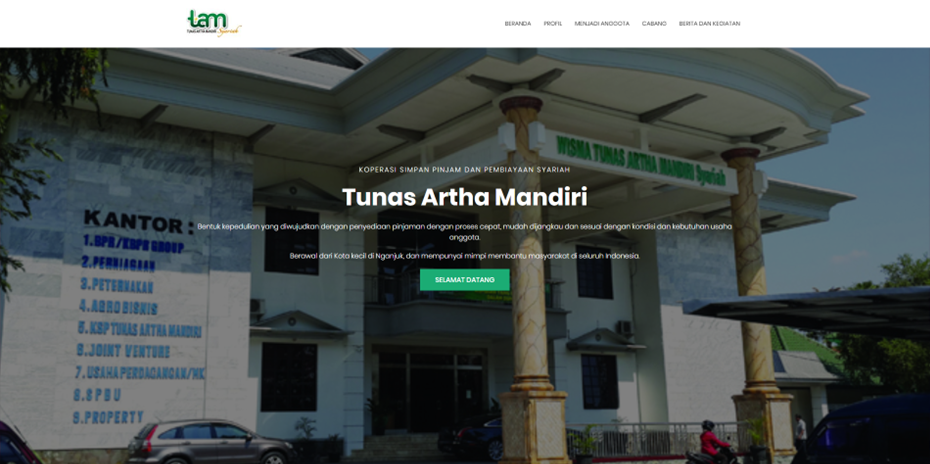 tam
TUNAS ARTHA MANDIRI Syariah
BERANDA PROFIL MENJADI ANGGOTA CABANG BERITA DAN KEGIATAN
WISMA TUNAS ARTHA MANDIRI Syariah
KOPERASI SIMPAN PINJAM DAN PEMBIAYAAN SYARIAH
Tunas Artha Mandiri
Bentuk kepedulian yang diwujudkan dengan penyediaan pinjaman dengan proses cepat, mudah dijangkau dan sesuai dengan kondisi dan kebutuhan usaha
anggota.
Berawal dari Kota kecil di Nganjuk, dan mempunyai mimpi membantu masyarakat di seluruh Indonesia.
SELAMAT DATANG
KANTOR :
1.BPR/KBPR GROUP
2.PERNIAGAAN
3.PETERNAKAN
4.AGRO BISNIS
5.KSP TUNAS ARTHA MANDIRI
6.JOINT VENTURE
7.USAHA PERDAGANGAN/HK
8.SPBU
9.PROPERTY